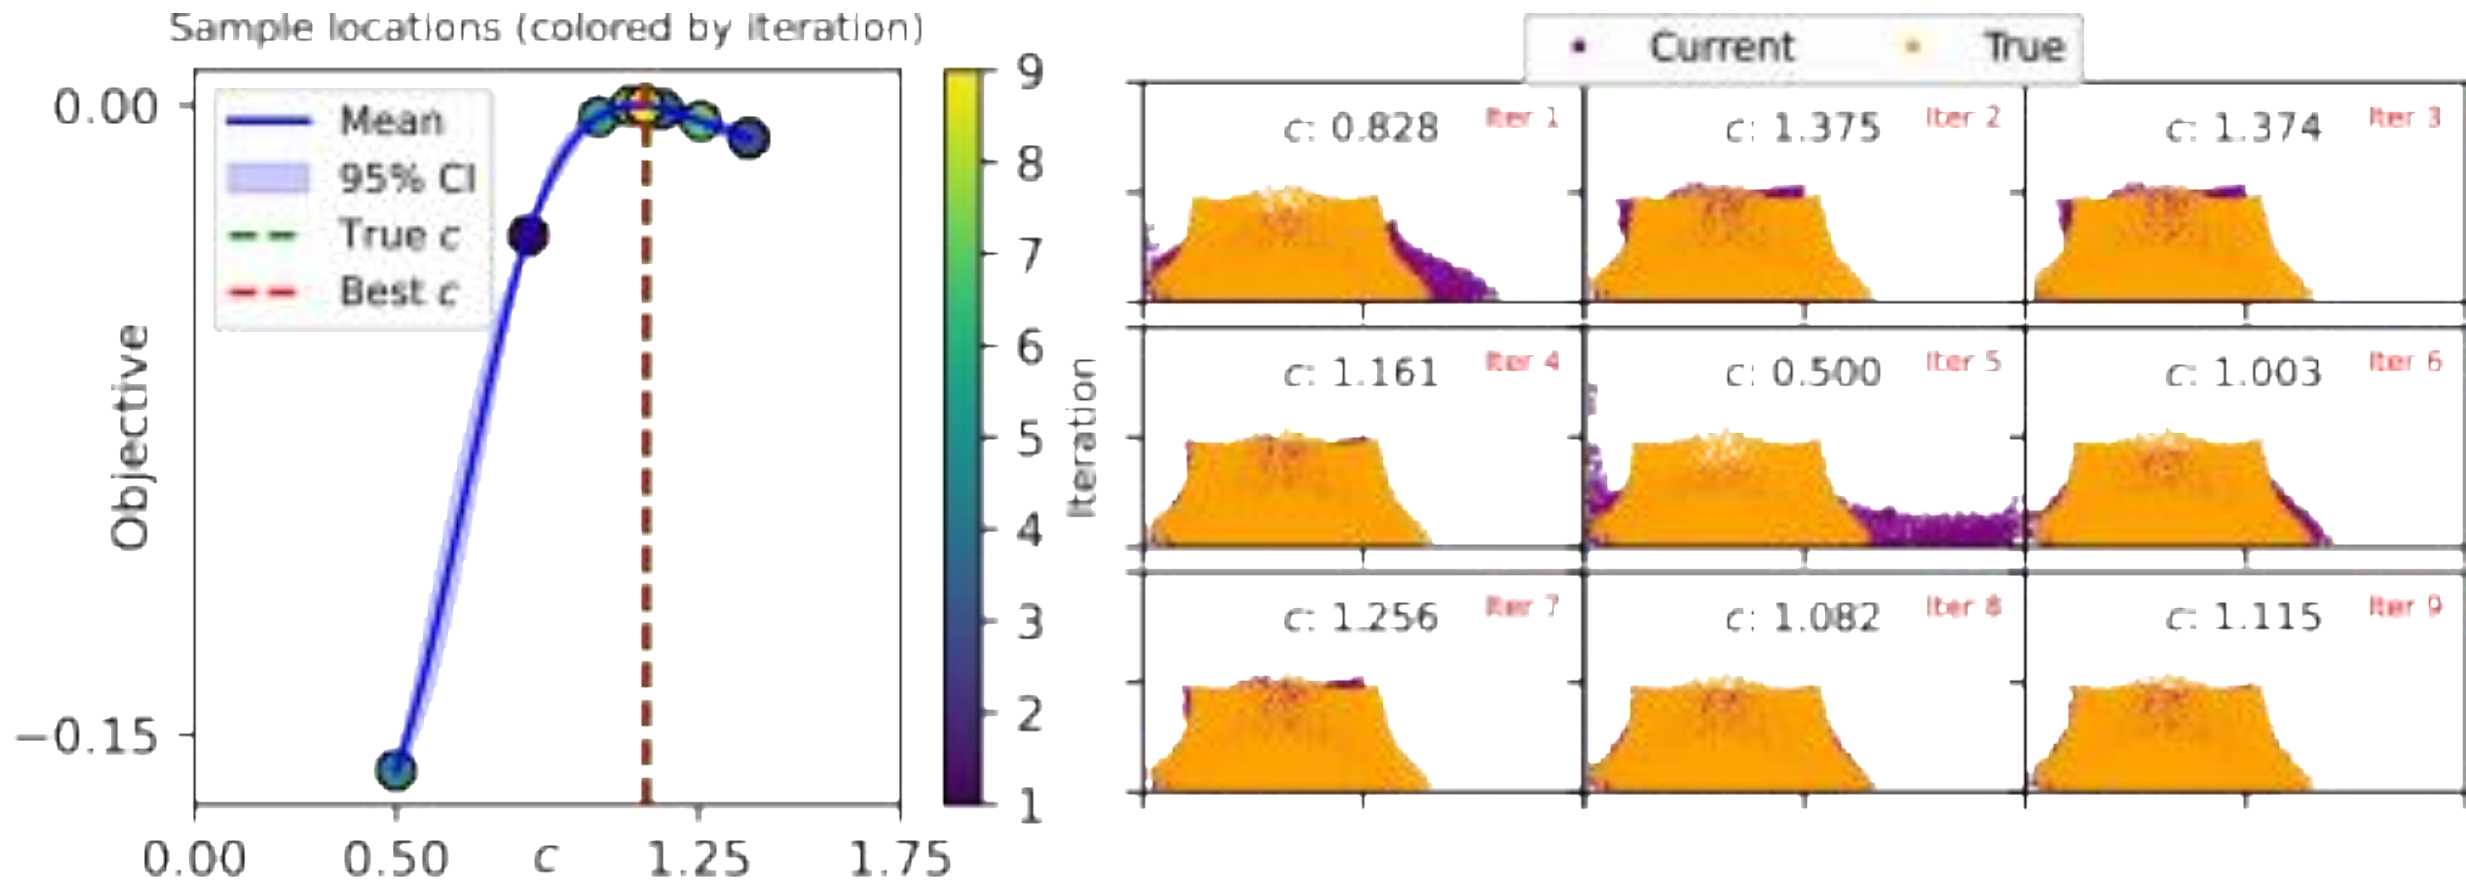 Sample locations (colored by iteration)
0.00
−0.15
Objective
Mean
95% CI
True c
Best c
0.00
0.50
c
1.25
1.75
9
8
7
6
5
4
3
2
1
Iteration
Current
True
c: 0.828
Iter 1
c: 1.375
Iter 2
c: 1.374
Iter 3
c: 1.161
Iter 4
c: 0.500
Iter 5
c: 1.003
Iter 6
c: 1.256
Iter 7
c: 1.082
Iter 8
c: 1.115
Iter 9